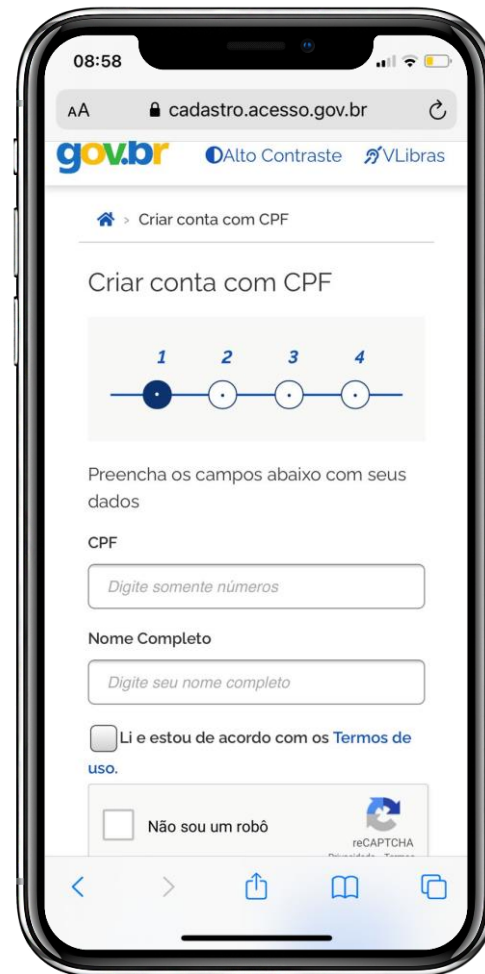 08:58
AA cadastro.acesso.gov.br
gov.br Alto Contraste VLibras
> Criar conta com CPF
Criar conta com CPF
1 2 3 4
Preencha os campos abaixo com seus
dados
CPF
Digite somente números
Nome Completo
Digite seu nome completo
Li e estou de acordo com os Termos de
uso.
Não sou um robô
reCAPTCHA
Privacidade - Termos